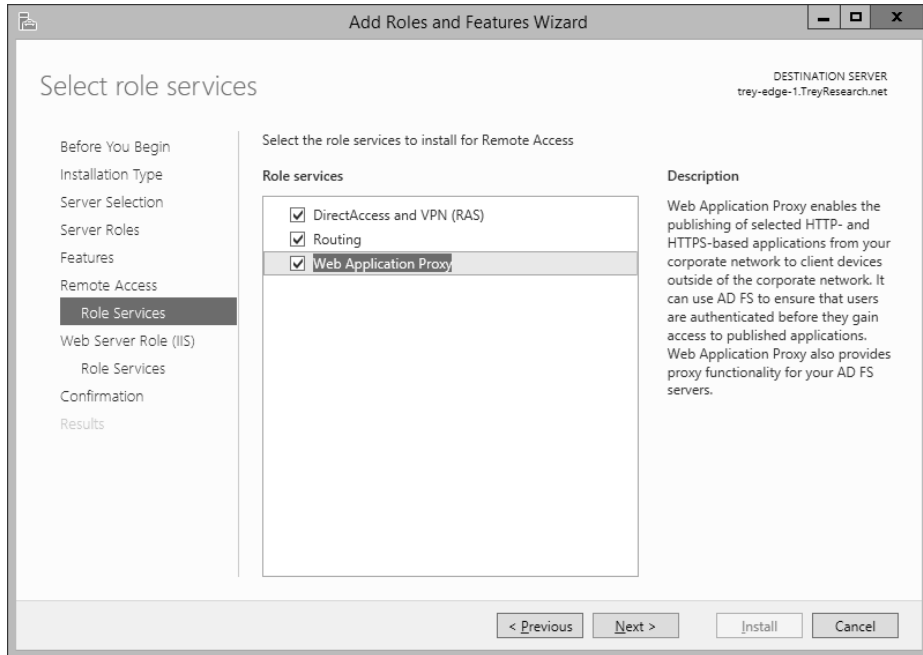 Add Roles and Features Wizard
Select role services
DESTINATION SERVER
trey-edge-1.TreyResearch.net
Before You Begin
Installation Type
Server Selection
Server Roles
Features
Remote Access
Role Services
Web Server Role (IIS)
Role Services
Confirmation
Results
Select the role services to install for Remote Access
Role services
DirectAccess and VPN (RAS)
Routing
Web Application Proxy
Description
Web Application Proxy enables the
publishing of selected HTTP- and
HTTPS-based applications from your
corporate network to client devices
outside of the corporate network. It
can use AD FS to ensure that users
are authenticated before they gain
access to published applications.
Web Application Proxy also provides
proxy functionality for your AD FS
servers.
< Previous
Next >
Install
Cancel